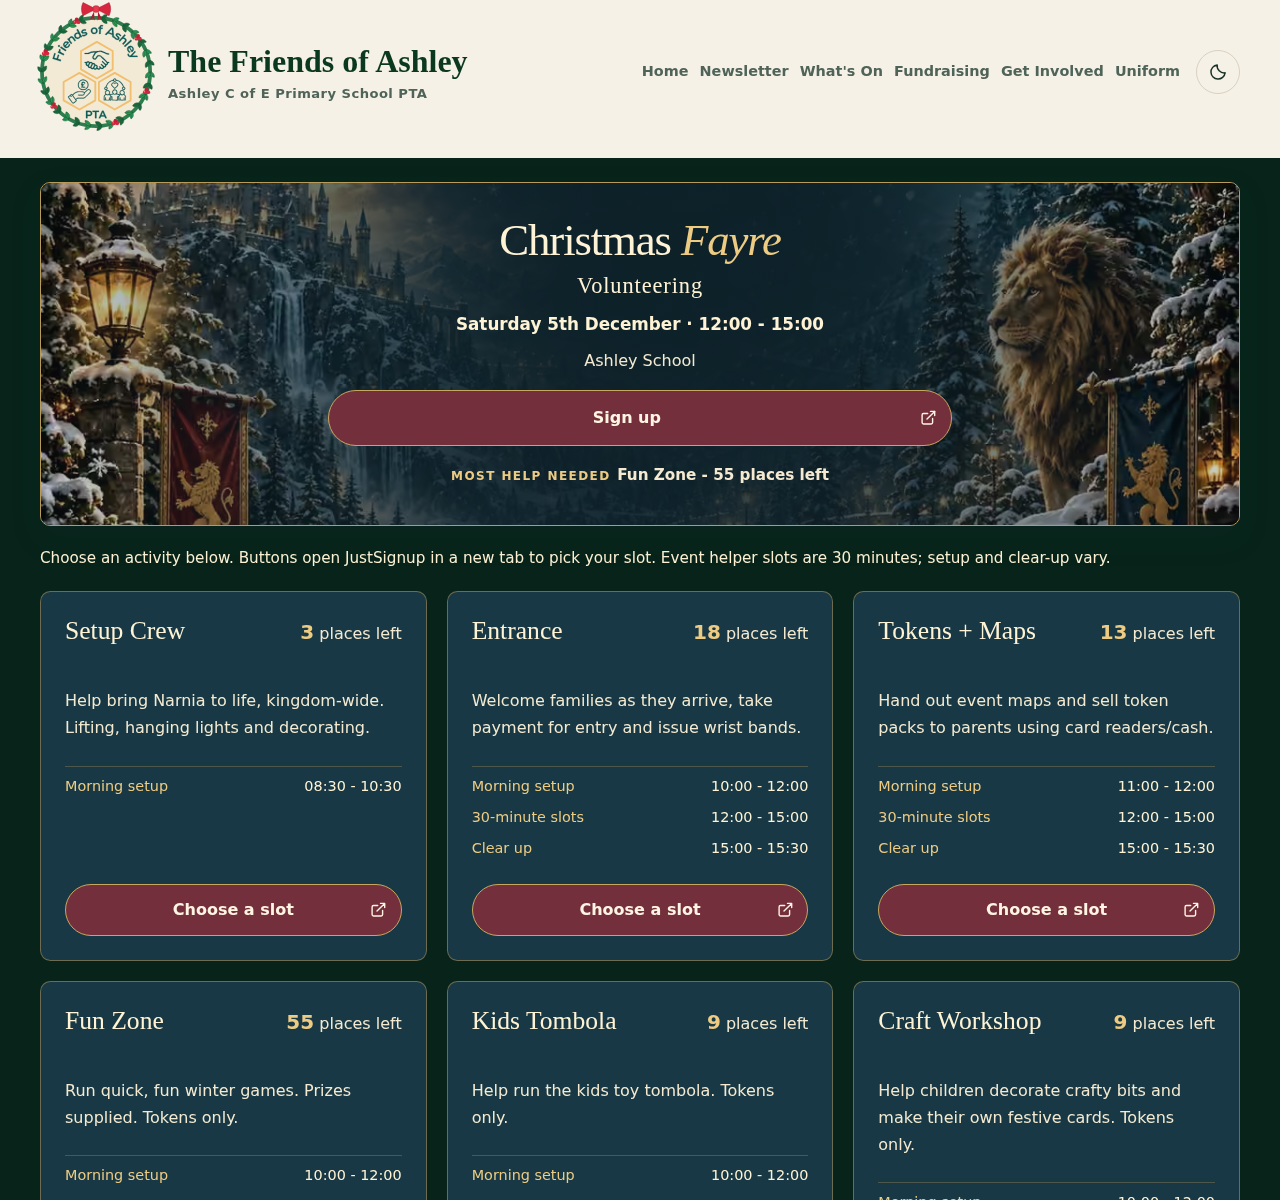 Friends of Ashley
PTA
The Friends of Ashley
Ashley C of E Primary School PTA
Home Newsletter What's On Fundraising Get Involved Uniform
Christmas Fayre
Volunteering
Saturday 5th December · 12:00 - 15:00
Ashley School
Sign up
MOST HELP NEEDED Fun Zone - 55 places left
Choose an activity below. Buttons open JustSignup in a new tab to pick your slot. Event helper slots are 30 minutes; setup and clear-up vary.
Setup Crew 3 places left
Help bring Narnia to life, kingdom-wide.
Lifting, hanging lights and decorating.
Morning setup 08:30 - 10:30
Choose a slot
Entrance 18 places left
Welcome families as they arrive, take
payment for entry and issue wrist bands.
Morning setup 10:00 - 12:00
30-minute slots 12:00 - 15:00
Clear up 15:00 - 15:30
Choose a slot
Tokens + Maps 13 places left
Hand out event maps and sell token
packs to parents using card readers/cash.
Morning setup 11:00 - 12:00
30-minute slots 12:00 - 15:00
Clear up 15:00 - 15:30
Choose a slot
Fun Zone 55 places left
Run quick, fun winter games. Prizes
supplied. Tokens only.
Morning setup 10:00 - 12:00
Kids Tombola 9 places left
Help run the kids toy tombola. Tokens
only.
Morning setup 10:00 - 12:00
Craft Workshop 9 places left
Help children decorate crafty bits and
make their own festive cards. Tokens
only.